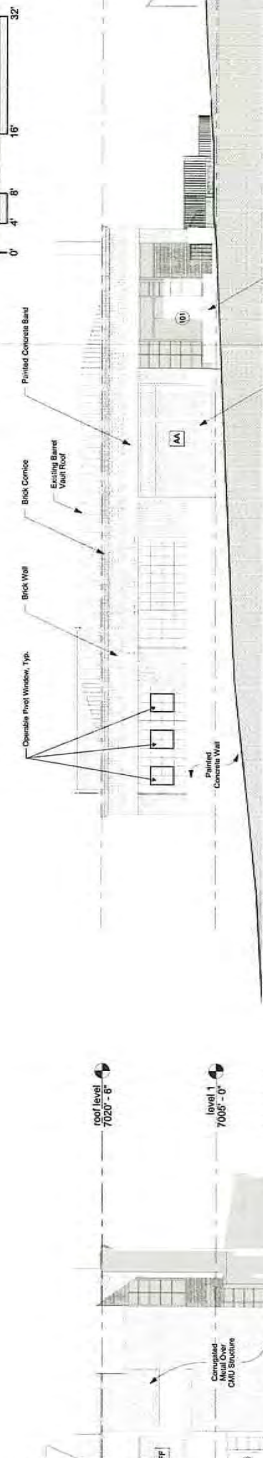 0'
4'
8'
16'
32'
Operable Pivot Window, Typ.
Brick Wall
Brick Cornice
Existing Barrel
Vault Roof
Painted Concrete Band
101
AA
Painted
Concrete Wall
roof level
7020' - 6"
level 1
7005' - 0"
Corrugated
Metal Over
CMU Structure
FF